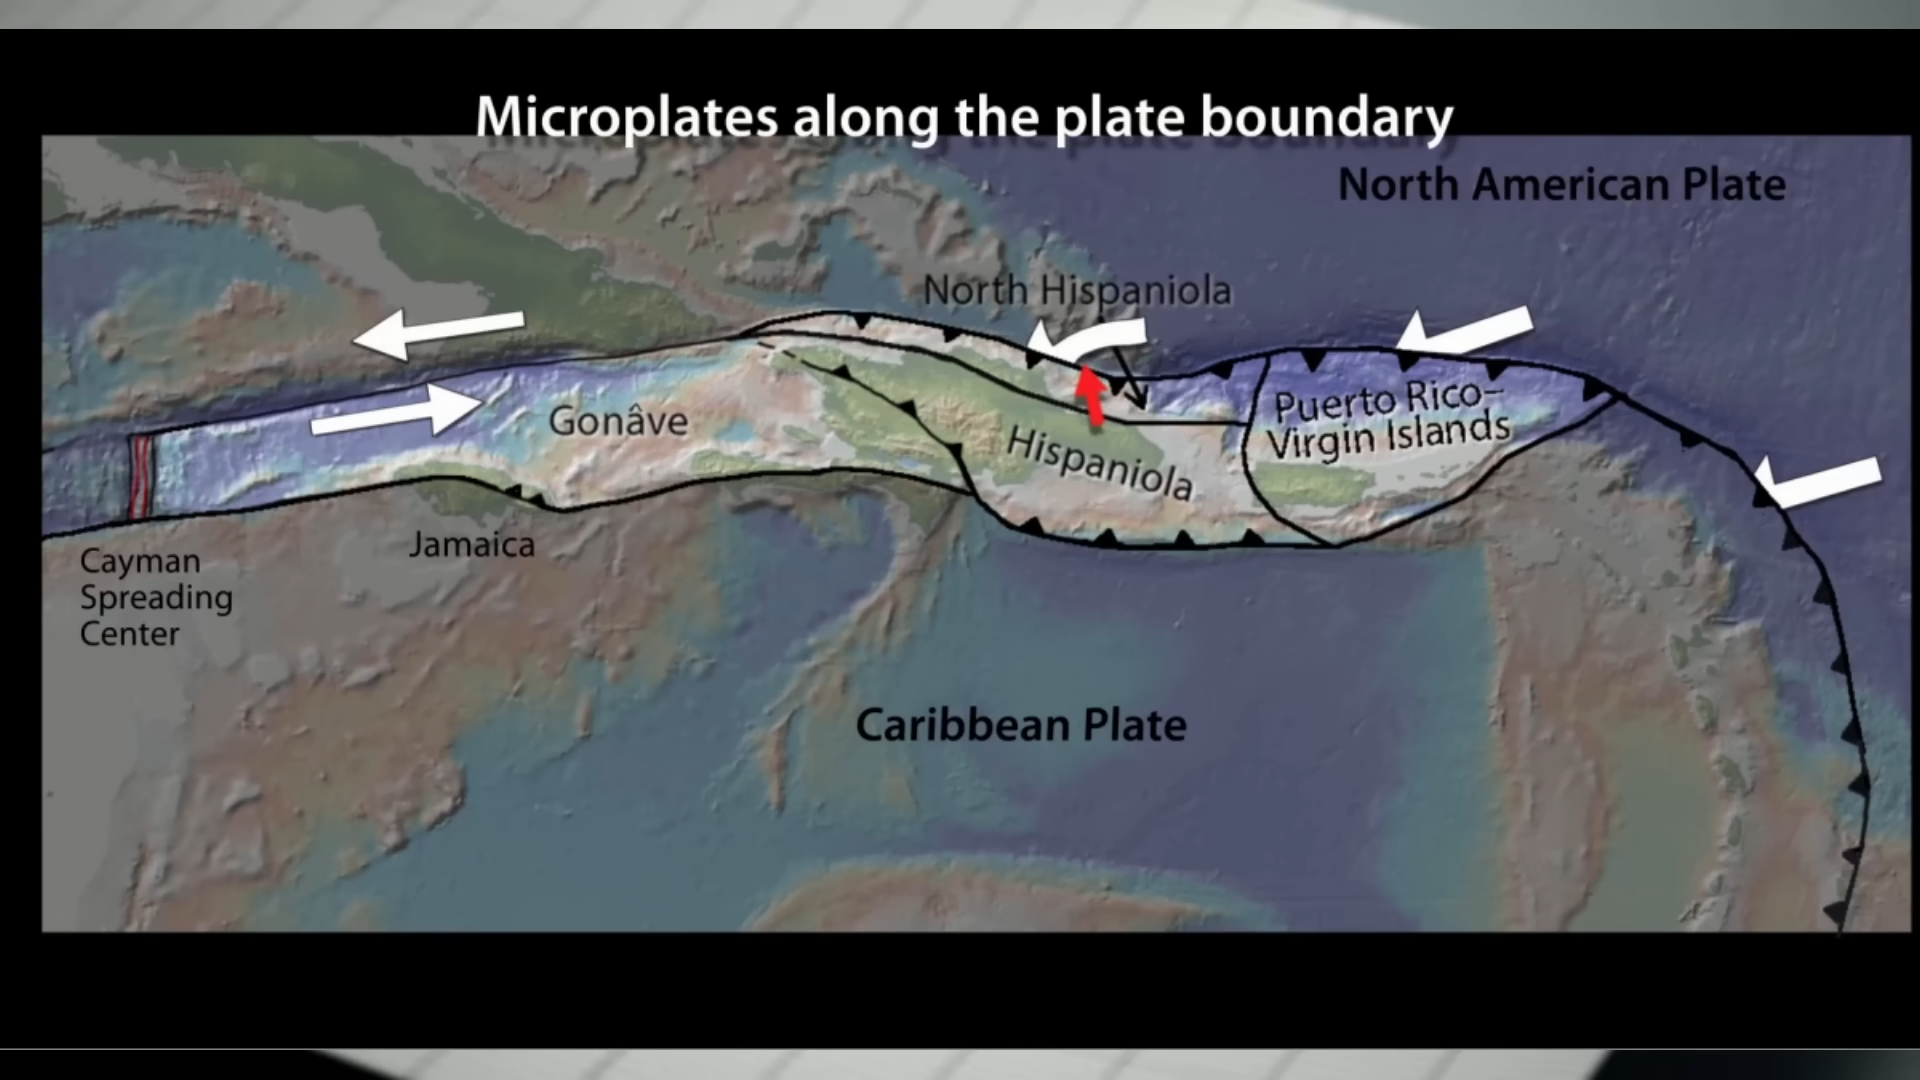 Microplates along the plate boundary
North American Plate
North Hispaniola
Gonâve
Hispaniola
Puerto Rico–
Virgin Islands
Jamaica
Cayman
Spreading
Center
Caribbean Plate